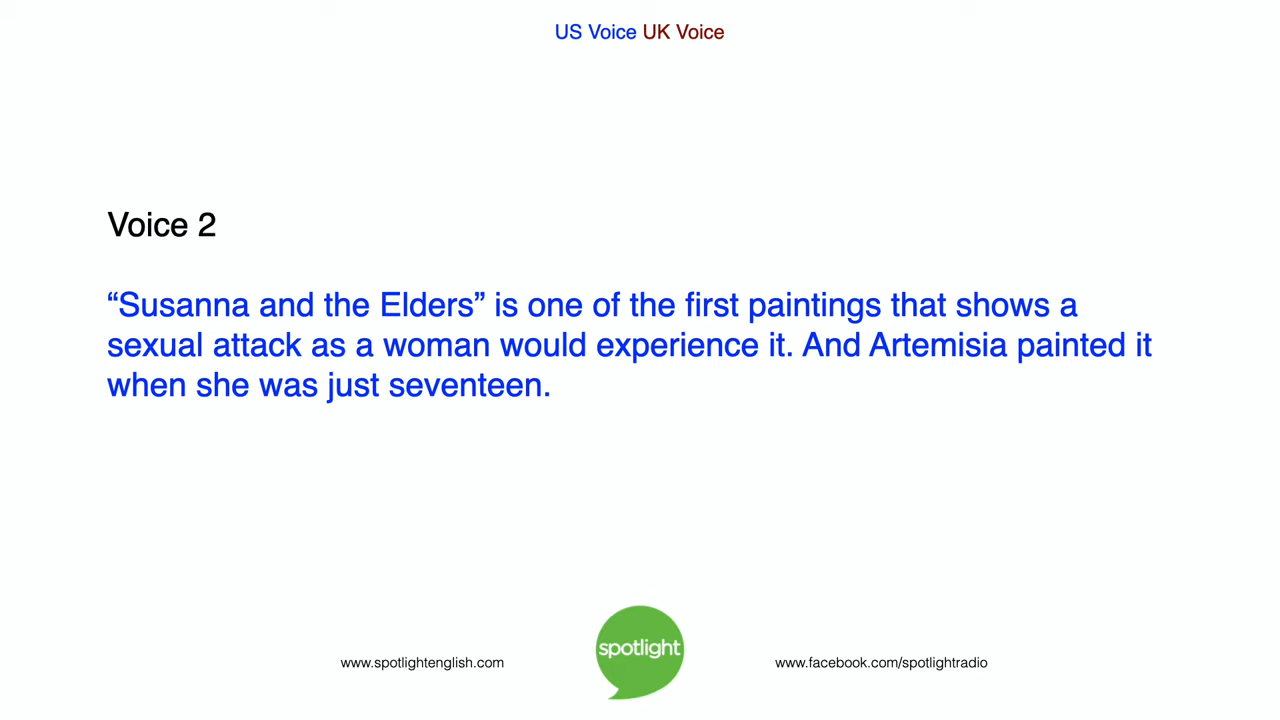 US Voice UK Voice
Voice 2
“Susanna and the Elders” is one of the first paintings that shows a
sexual attack as a woman would experience it. And Artemisia painted it
when she was just seventeen.
spotlight
www.spotlightenglish.com
www.facebook.com/spotlightradio